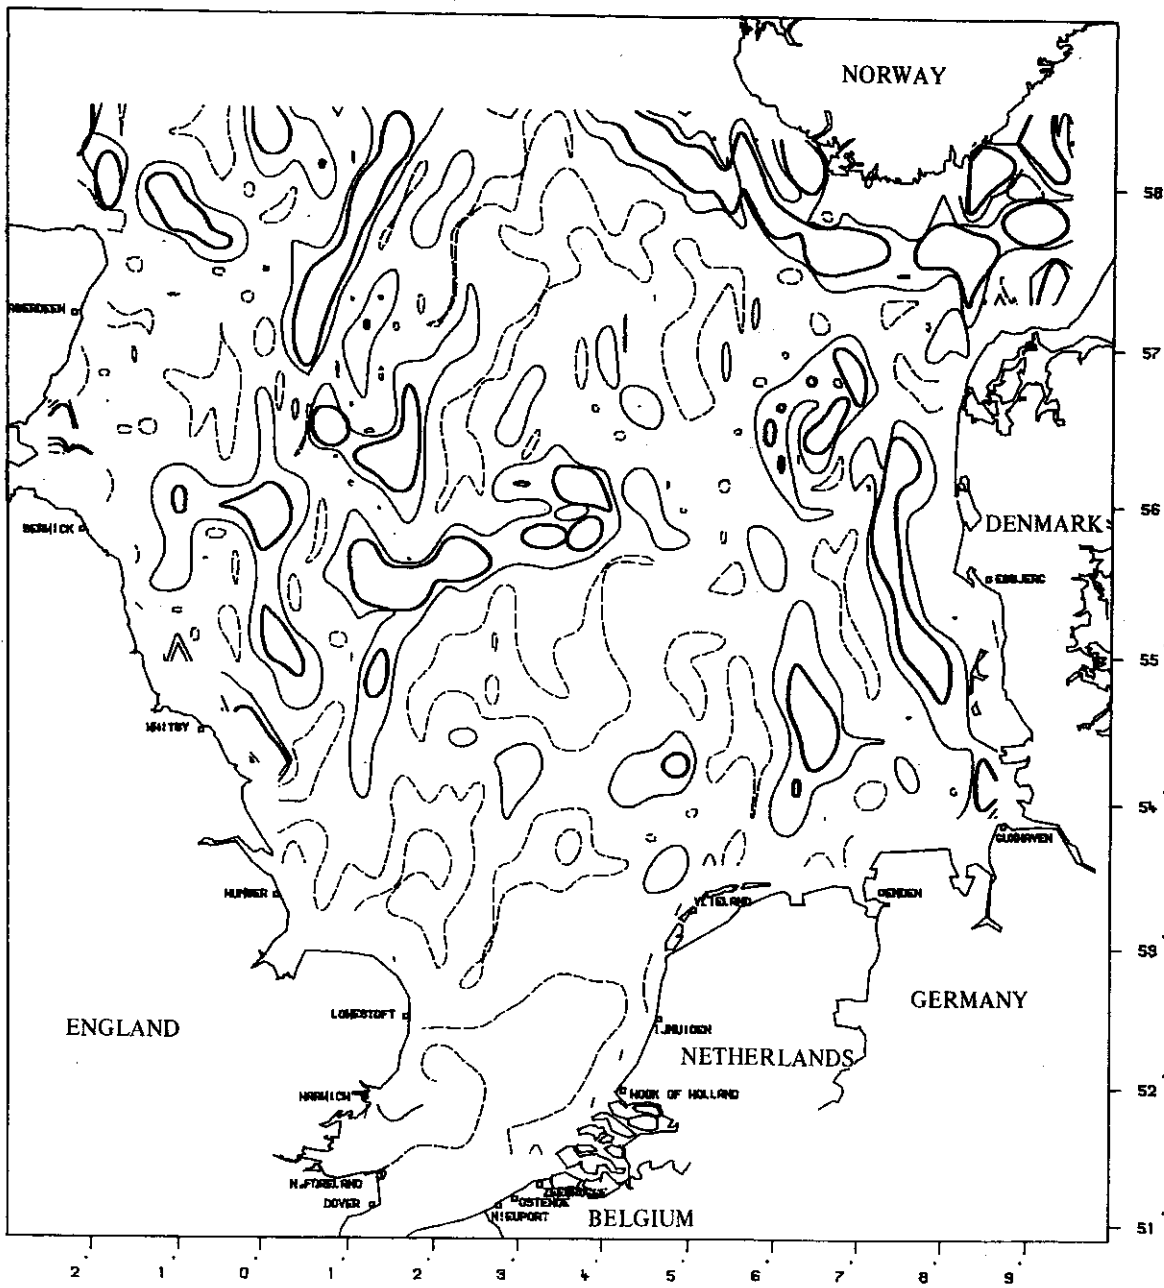 NORWAY
58
ABERDEEN
57
56
BERWICK
DENMARK
ESBJERG
55
WHITBY
54
CUXHAVEN
HUMBER
VLIELAND
EMDEN
53
GERMANY
LOWESTOFT
ENGLAND
IJMUIDEN
NETHERLANDS
HARWICH
HOOK OF HOLLAND
52
N.FORELAND
ZEEBRUGGE
DOVER
OSTENDE
NIEUPORT
BELGIUM
51
2 1 0 1 2 3 4 5 6 7 8 9